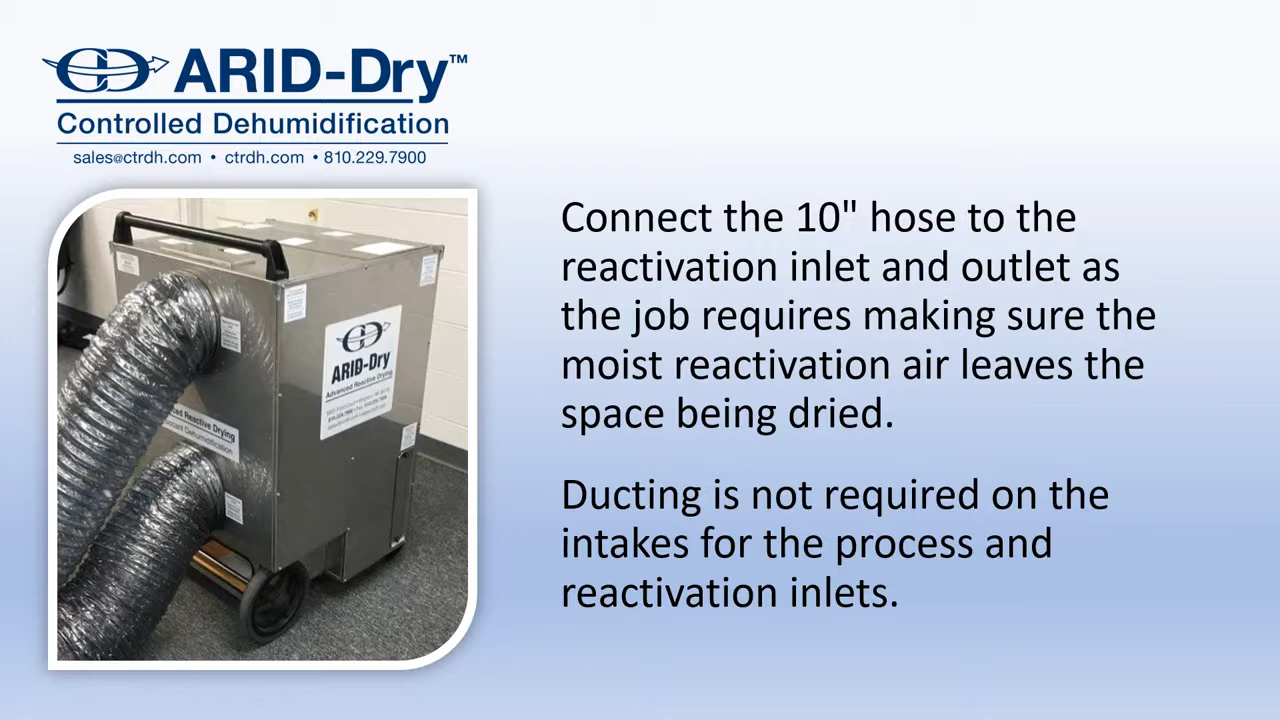 ARID-Dry™
Controlled Dehumidification
sales@ctrdh.com • ctrdh.com • 810.229.7900
Connect the 10" hose to the
reactivation inlet and outlet as
the job requires making sure the
moist reactivation air leaves the
space being dried.
Ducting is not required on the
intakes for the process and
reactivation inlets.
ARID-Dry
Advanced Reactive Drying
Reactive Drying
Dehumidification